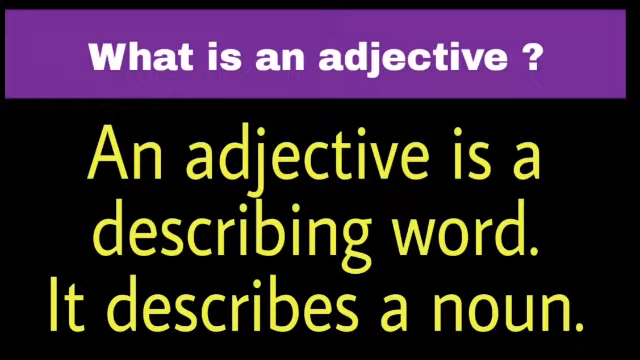 What is an adjective ?
An adjective is a
describing word.
It describes a noun.